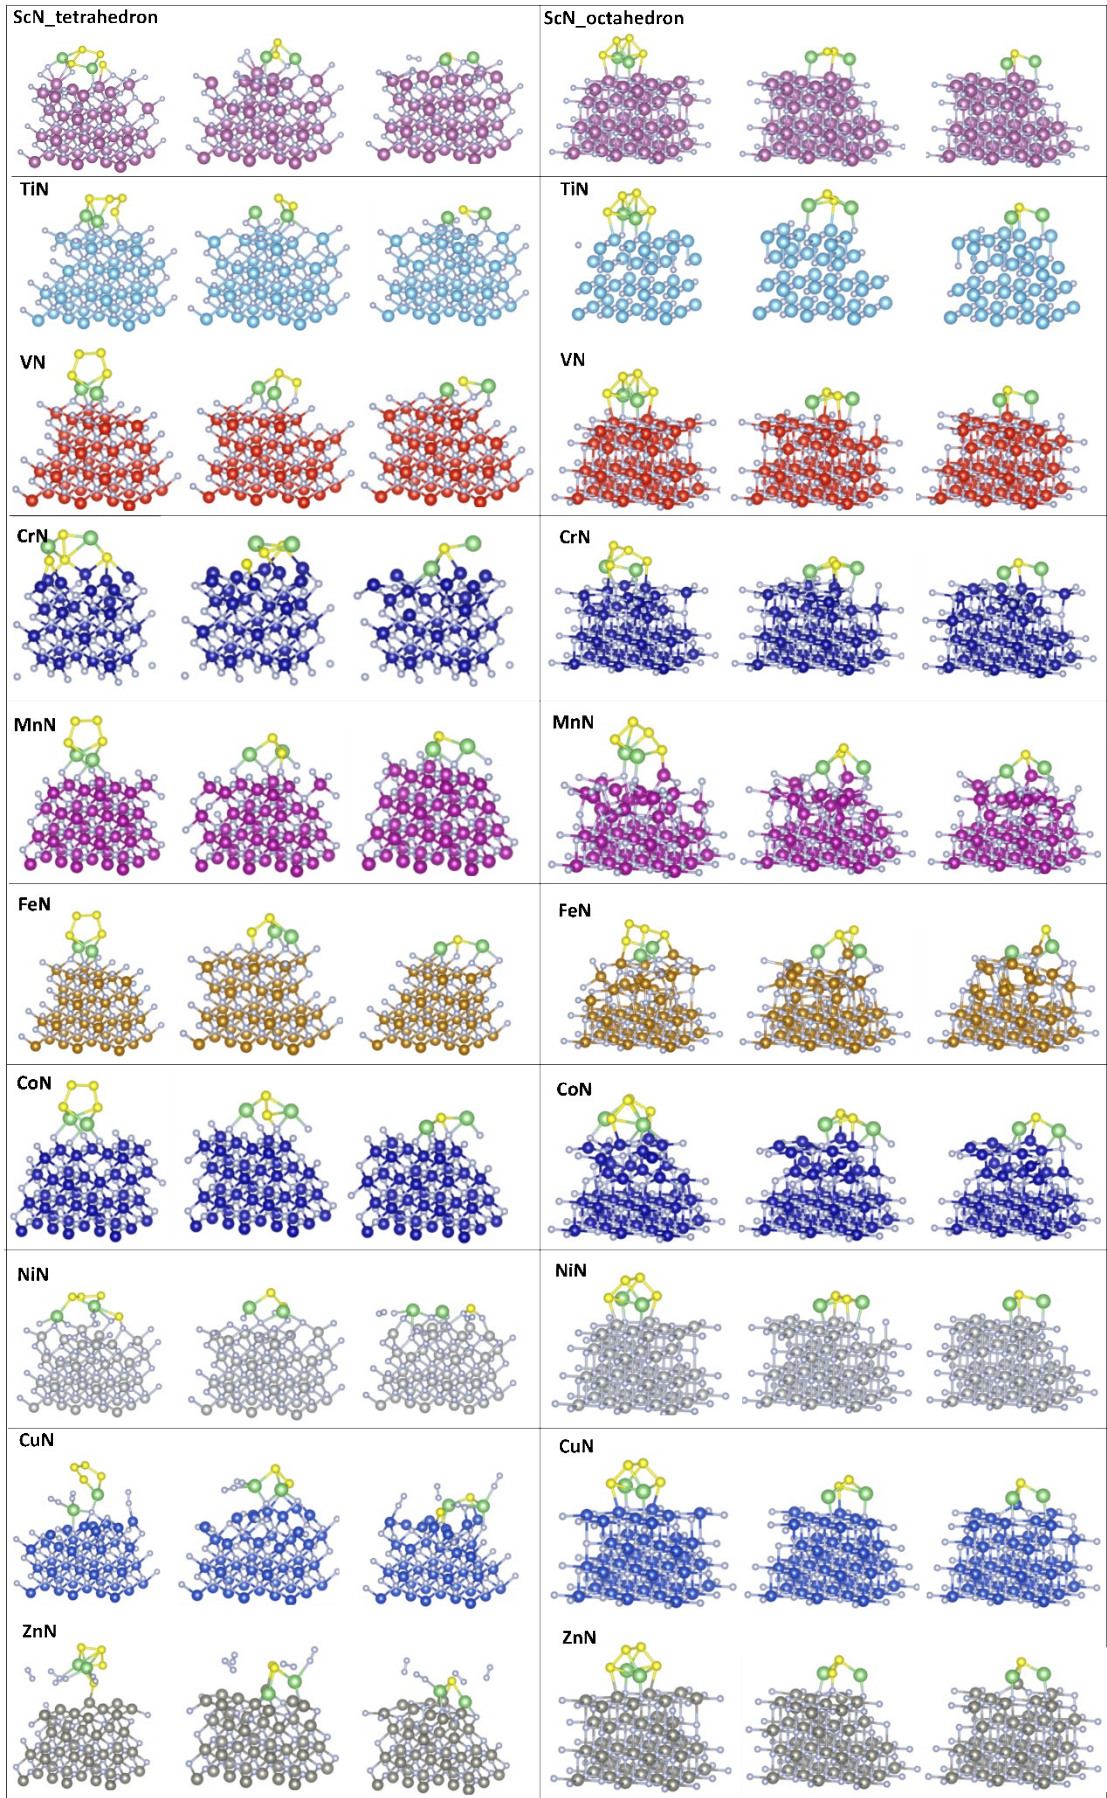 ScN_tetrahedron
ScN_octahedron
TiN
TiN
VN
VN
CrN
CrN
MnN
MnN
FeN
FeN
CoN
CoN
NiN
NiN
CuN
CuN
ZnN
ZnN